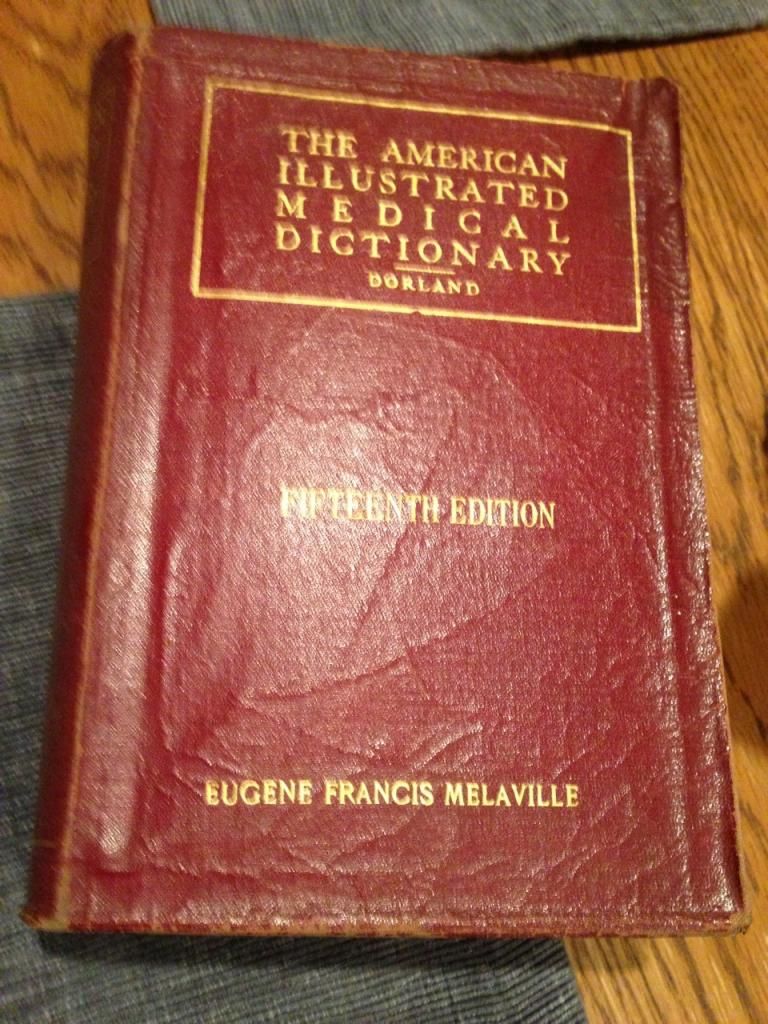 THE AMERICAN
ILLUSTRATED
MEDICAL
DICTIONARY
DORLAND
FIFTEENTH EDITION
EUGENE FRANCIS MELAVILLE